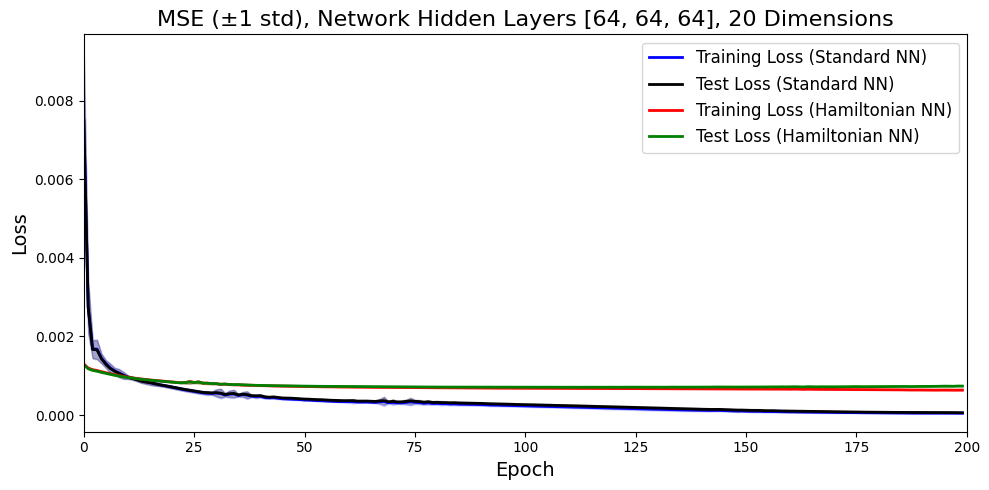 MSE (±1 std), Network Hidden Layers [64, 64, 64], 20 Dimensions
Training Loss (Standard NN)
Test Loss (Standard NN)
Training Loss (Hamiltonian NN)
Test Loss (Hamiltonian NN)
Loss
0.008
0.006
0.004
0.002
0.000
0 25 50 75 100 125 150 175 200
Epoch